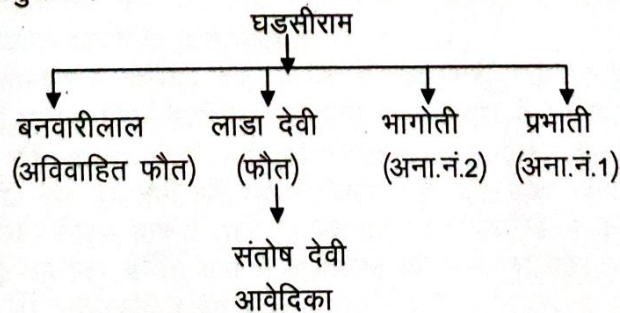 घडसीराम
बनवारीलाल लाडा देवी भागोती प्रभाती
(अविवाहित फौत) (फौत) (अना.नं.2) (अना.नं.1)
संतोष देवी
आवेदिका